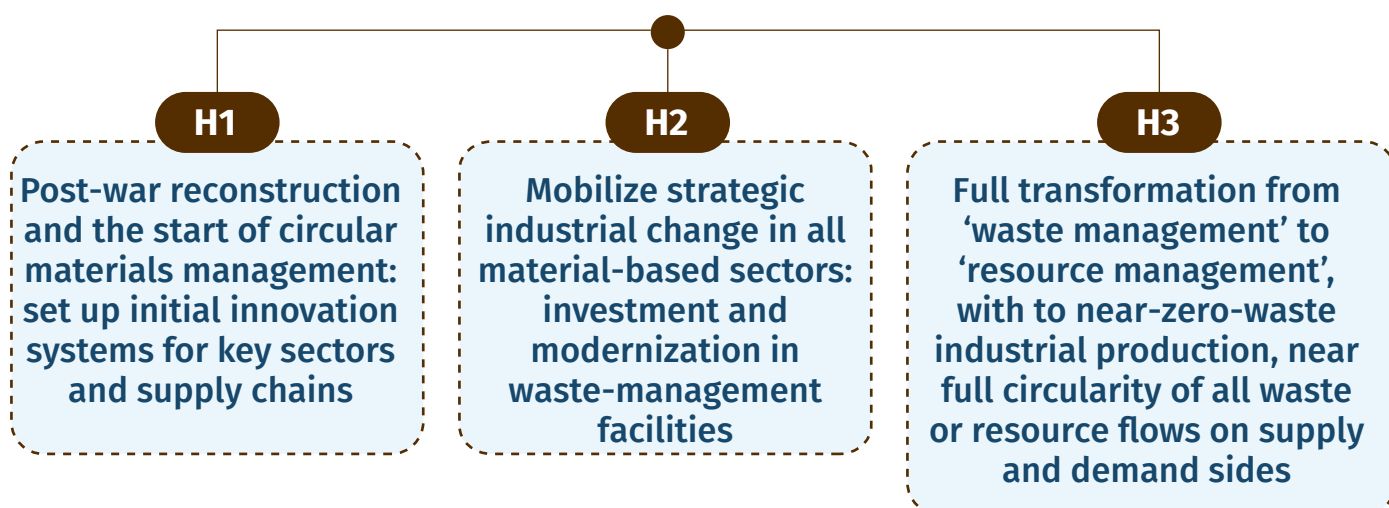 H1
Post-war reconstruction
and the start of circular
materials management:
set up initial innovation
systems for key sectors
and supply chains
H2
Mobilize strategic
industrial change in all
material-based sectors:
investment and
modernization in
waste-management
facilities
H3
Full transformation from
‘waste management’ to
‘resource management’,
with to near-zero-waste
industrial production, near
full circularity of all waste
or resource flows on supply
and demand sides